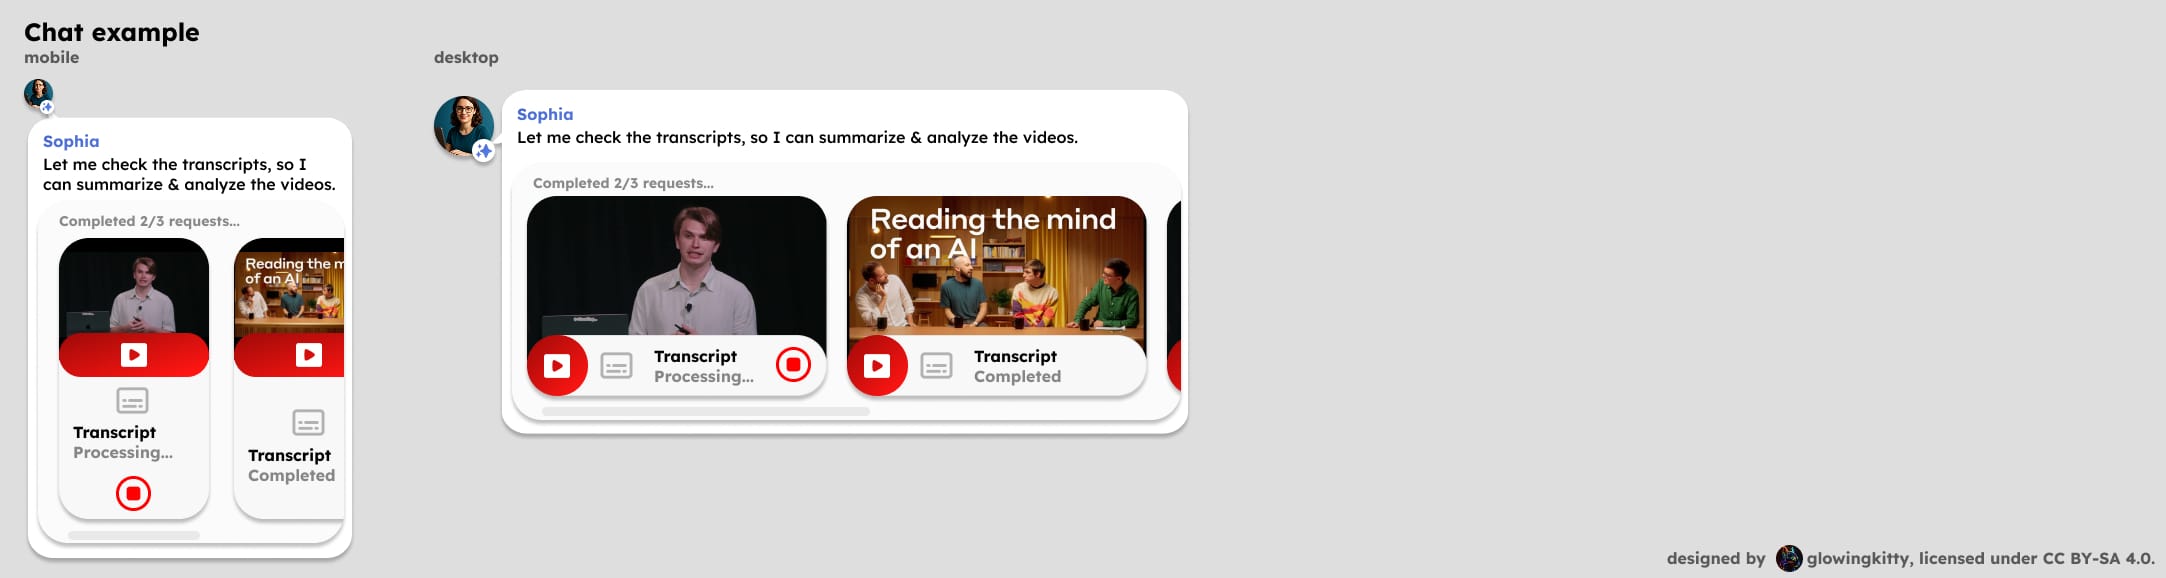 Chat example
mobile
Sophia
Let me check the transcripts, so I
can summarize & analyze the videos.
Completed 2/3 requests...
Reading the m
of an AI
Transcript
Processing...
Transcript
Completed
desktop
Sophia
Let me check the transcripts, so I can summarize & analyze the videos.
Completed 2/3 requests...
Reading the mind
of an AI
Transcript
Processing...
Transcript
Completed
designed by glowingkitty, licensed under CC BY-SA 4.0.